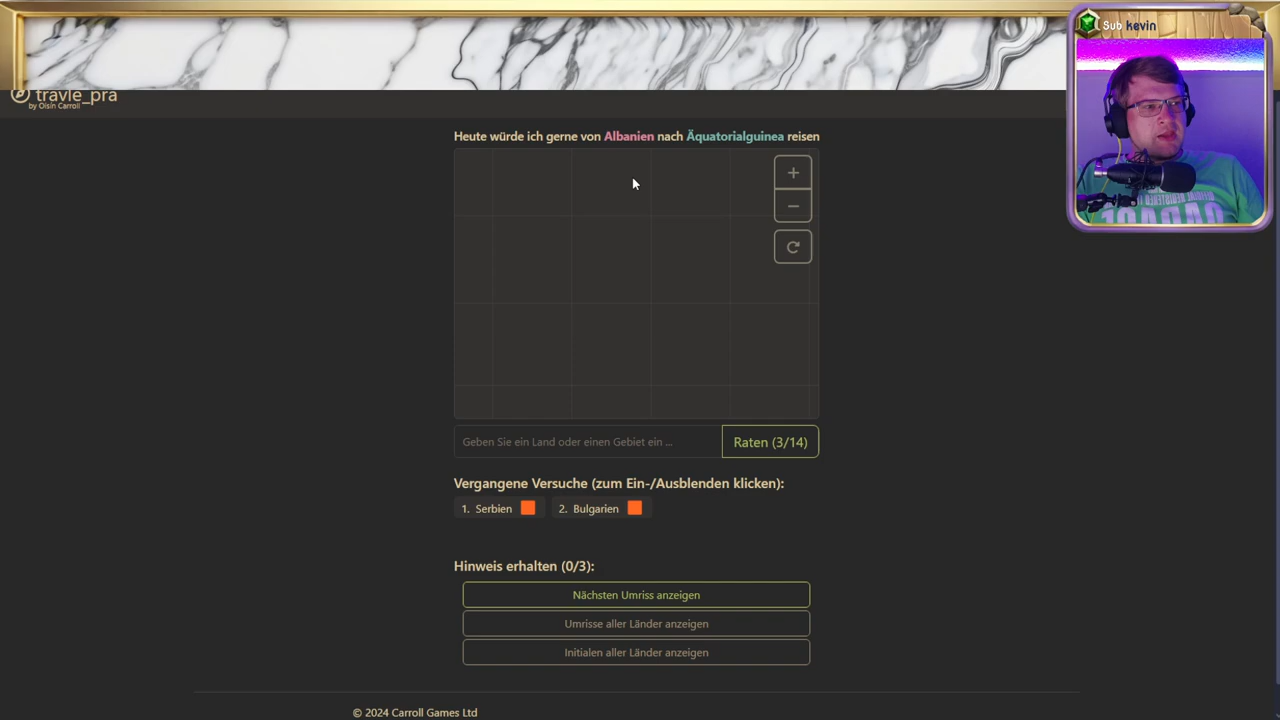 travle_pra
by Oisín Carroll
Sub kevin
Heute würde ich gerne von Albanien nach Äquatorialguinea reisen
+
−
Geben Sie ein Land oder einen Gebiet ein ...
Raten (3/14)
Vergangene Versuche (zum Ein-/Ausblenden klicken):
1. Serbien
2. Bulgarien
Hinweis erhalten (0/3):
Nächsten Umriss anzeigen
Umrisse aller Länder anzeigen
Initialen aller Länder anzeigen
© 2024 Carroll Games Ltd